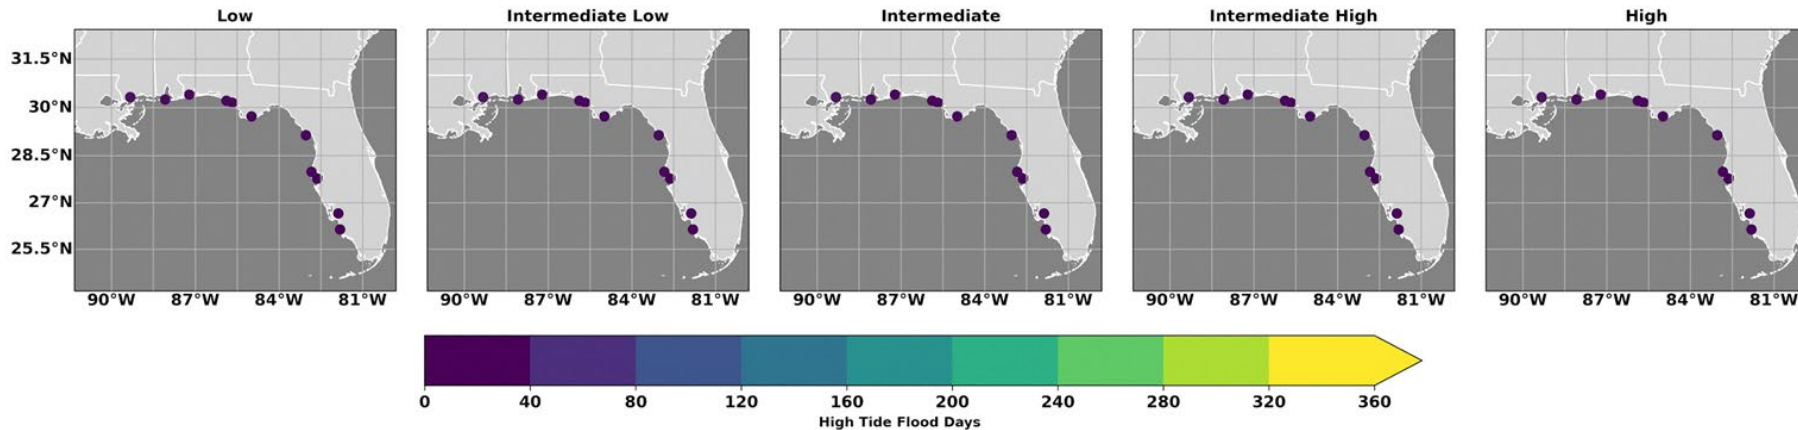 Low Intermediate Low Intermediate Intermediate High High
31.5°N
30°N
28.5°N
27°N
25.5°N
90°W 87°W 84°W 81°W 90°W 87°W 84°W 81°W 90°W 87°W 84°W 81°W 90°W 87°W 84°W 81°W 90°W 87°W 84°W 81°W
0 40 80 120 160 200 240 280 320 360
High Tide Flood Days